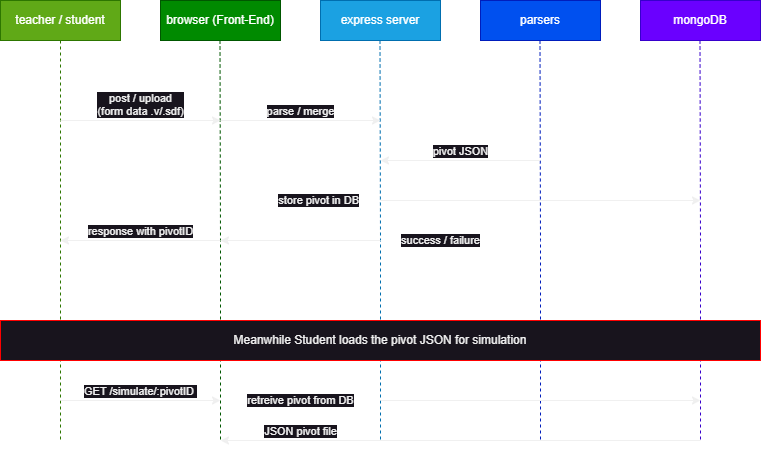 teacher / student
browser (Front-End)
express server
parsers
mongoDB
post / upload
(form data .v/.sdf)
parse / merge
pivot JSON
store pivot in DB
response with pivotID
success / failure
Meanwhile Student loads the pivot JSON for simulation
GET /simulate/:pivotID
retreive pivot from DB
JSON pivot file